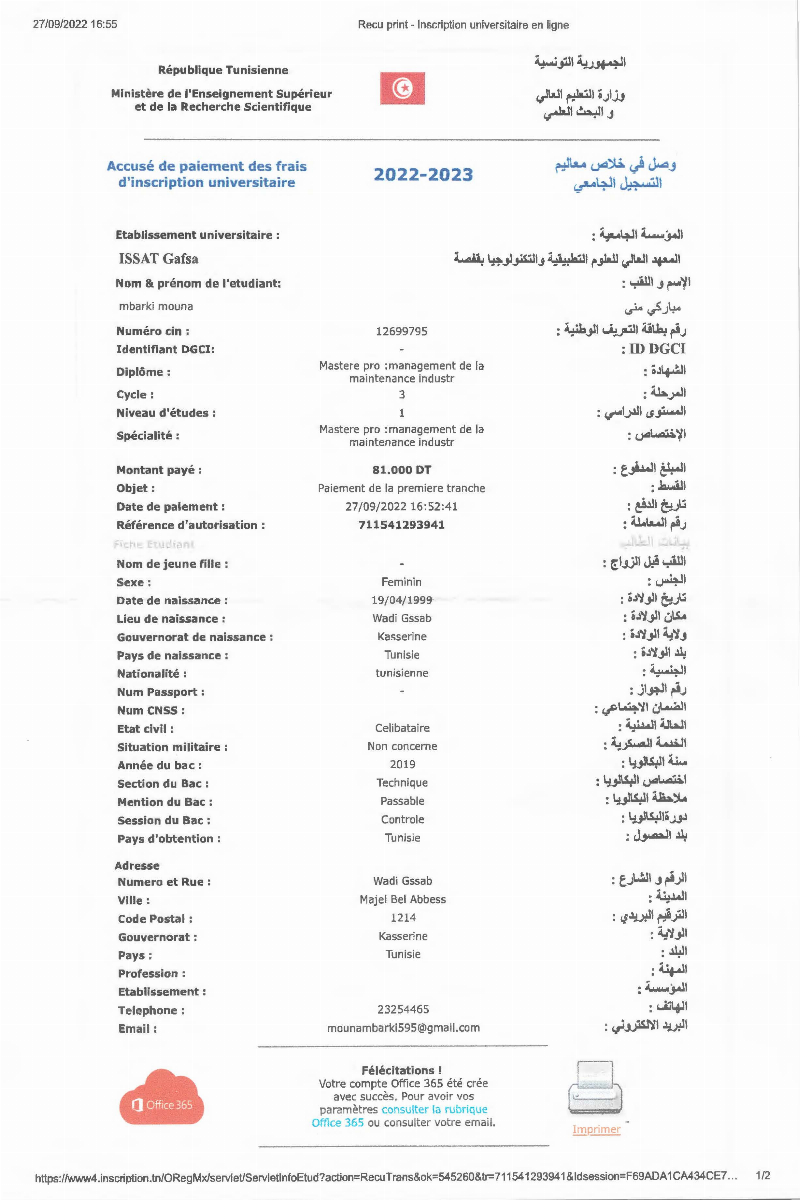 27/09/2022 16:55
Recu print - Inscription universitaire en ligne
République Tunisienne
Ministère de l'Enseignement Supérieur
et de la Recherche Scientifique
الجمهورية التونسية
وزارة التعليم العالي
و البحث العلمي
Accusé de paiement des frais
d'inscription universitaire
2022-2023
وصل في خلاص معاليم
التسجيل الجامعي
Etablissement universitaire : المؤسسة الجامعية :
ISSAT Gafsa المعهد العالي للعلوم التطبيقية والتكنولوجيا بقفصة
Nom & prénom de l'etudiant: الإسم و اللقب :
mbarki mouna مباركي منى
Numéro cin : 12699795 رقم بطاقة التعريف الوطنية :
Identifiant DGCI: - ID DGCI :
Diplôme : Mastere pro :management de la maintenance industr الشهادة :
Cycle : 3 المرحلة :
Niveau d'études : 1 المستوى الدراسي :
Spécialité : Mastere pro :management de la maintenance industr الإختصاص :
Montant payé : 81.000 DT المبلغ المدفوع :
Objet : Paiement de la premiere tranche القسط :
Date de paiement : 27/09/2022 16:52:41 تاريخ الدفع :
Référence d'autorisation : 711541293941 رقم المعاملة :
Fiche Etudiant بيانات الطالب
Nom de jeune fille : - اللقب قبل الزواج :
Sexe : Feminin الجنس :
Date de naissance : 19/04/1999 تاريخ الولادة :
Lieu de naissance : Wadi Gssab مكان الولادة :
Gouvernorat de naissance : Kasserine ولاية الولادة :
Pays de naissance : Tunisie بلد الولادة :
Nationalité : tunisienne الجنسية :
Num Passport : - رقم الجواز :
Num CNSS : الضمان الاجتماعي :
Etat civil : Celibataire الحالة المدنية :
Situation militaire : Non concerne الخدمة العسكرية :
Année du bac : 2019 سنة البكالوريا :
Section du Bac : Technique اختصاص البكالوريا :
Mention du Bac : Passable ملاحظة البكالوريا :
Session du Bac : Controle دورة البكالوريا :
Pays d'obtention : Tunisie بلد الحصول :
Adresse
Numero et Rue : Wadi Gssab الرقم و الشارع :
Ville : Majel Bel Abbess المدينة :
Code Postal : 1214 الترقيم البريدي :
Gouvernorat : Kasserine الولاية :
Pays : Tunisie البلد :
Profession : المهنة :
Etablissement : المؤسسة :
Telephone : 23254465 الهاتف :
Email : mounambarki595@gmail.com البريد الالكتروني :
Office 365
Félécitations !
Votre compte Office 365 été crée
avec succès. Pour avoir vos
paramètres consulter la rubrique
Office 365 ou consulter votre email.
Imprimer
https://www4.inscription.tn/ORegMx/servlet/ServletInfoEtud?action=RecuTrans&ok=545260&tr=711541293941&Idsession=F69ADA1CA434CE7... 1/2